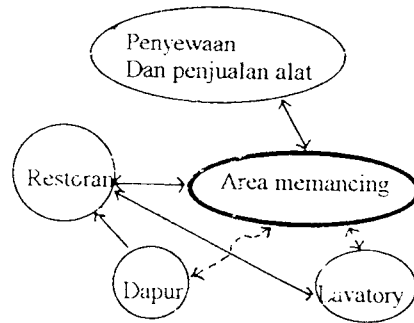 Penyewaan
Dan penjualan alat
Restoran
Area memancing
Dapur
Lavatory